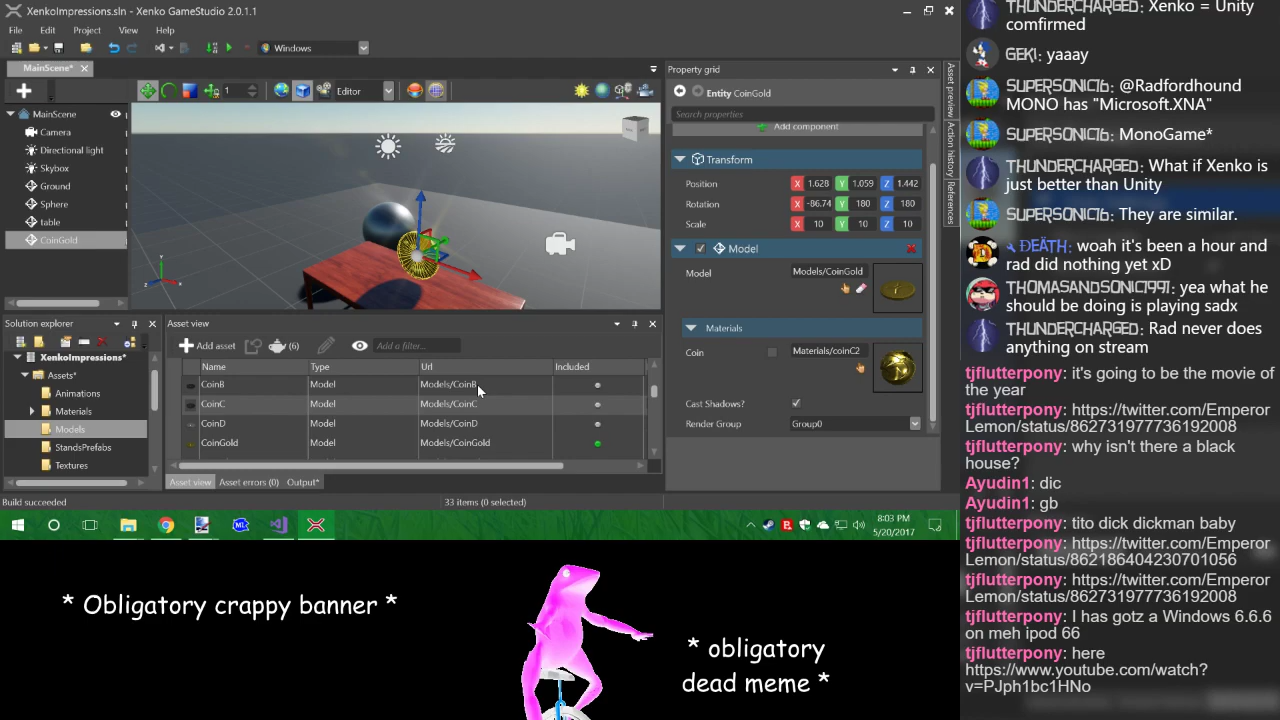 XenkoImpressions.sln - Xenko GameStudio 2.0.1.1
File Edit Project View Help
Windows
MainScene*
1
Editor
MainScene
Camera
Directional light
Skybox
Ground
Sphere
table
CoinGold
Property grid
Entity CoinGold
Search properties
Add component
Transform
Position X 1.628 Y 1.059 Z 1.442
Rotation X -86.74 Y 180 Z 180
Scale X 10 Y 10 Z 10
Model
Model Models/CoinGold
Materials
Coin Materials/coinC2
Cast Shadows?
Render Group Group0
Asset preview
Action history
References
Solution explorer
XenkoImpressions*
Assets*
Animations
Materials
Models
StandsPrefabs
Textures
Asset view
Add asset (6) Add a filter...
Name Type Url Included
CoinB Model Models/CoinB
CoinC Model Models/CoinC
CoinD Model Models/CoinD
CoinGold Model Models/CoinGold
Asset view Asset errors (0) Output*
Build succeeded
33 items (0 selected)
8:03 PM
5/20/2017
* Obligatory crappy banner *
* obligatory
dead meme *
THUNDERCHARGED: Xenko = Unity
comfirmed
GEKI: yaaay
SUPERSONIC16: @Radfordhound
MONO has "Microsoft.XNA"
SUPERSONIC16: MonoGame*
THUNDERCHARGED: What if Xenko is
just better than Unity
SUPERSONIC16: They are similar.
ĐEÄTH: woah it's been a hour and
rad did nothing yet xD
THOMASANDSONIC1991: yea what he
should be doing is playing sadx
THUNDERCHARGED: Rad never does
anything on stream
tjflutterpony: it's going to be the movie of
the year
tjflutterpony: https://twitter.com/Emperor
Lemon/status/862731977736192008
tjflutterpony: why isn't there a black
house?
Ayudin1: dic
Ayudin1: gb
tjflutterpony: tito dick dickman baby
tjflutterpony: https://twitter.com/Emperor
Lemon/status/862186404230701056
tjflutterpony: https://twitter.com/Emperor
Lemon/status/862731977736192008
tjflutterpony: I has gotz a Windows 6.6.6
on meh ipod 66
tjflutterpony: here
https://www.youtube.com/watch?
v=PJph1bc1HNo